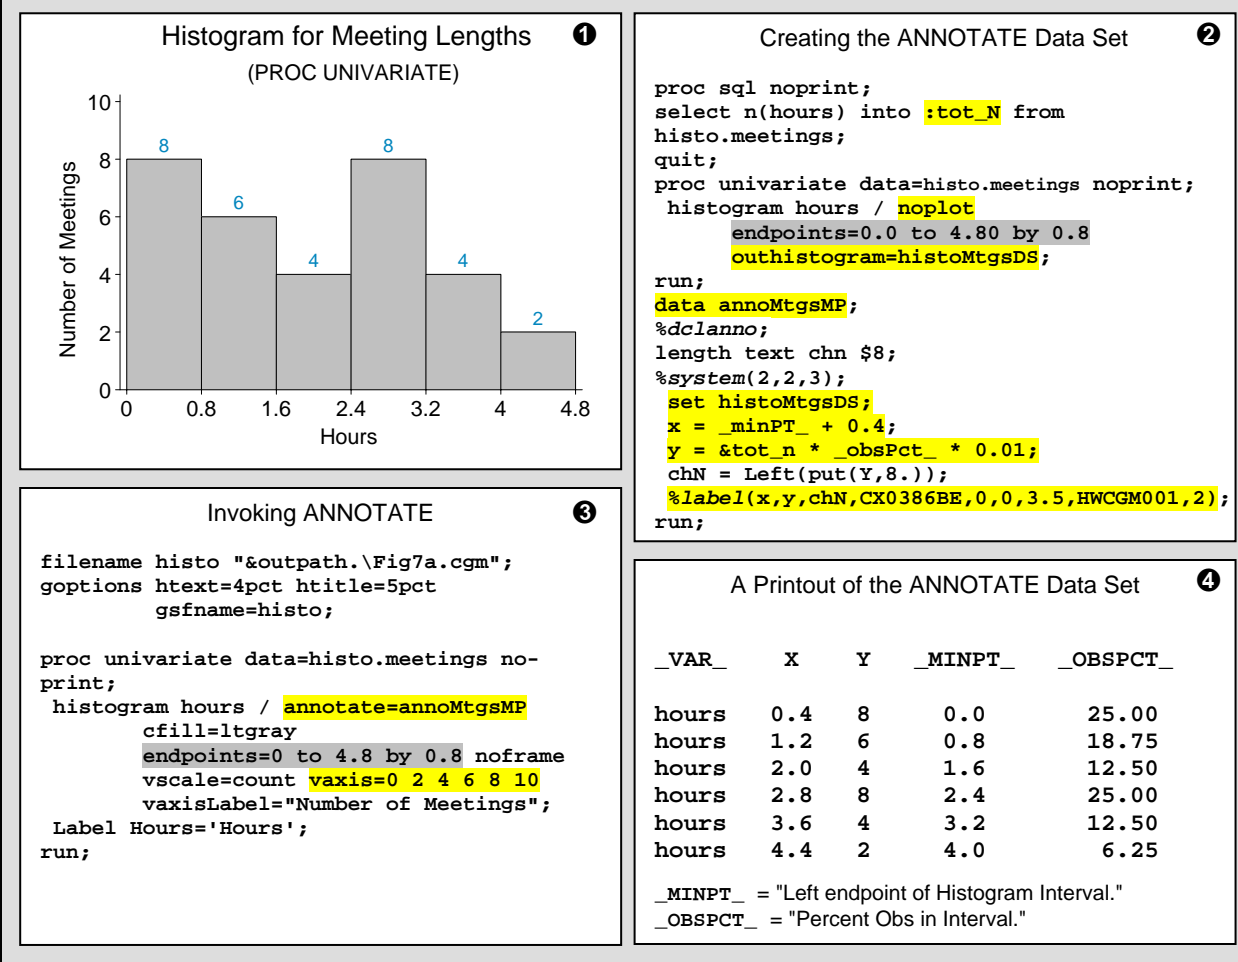 Histogram for Meeting Lengths ❶
(PROC UNIVARIATE)
Number of Meetings
10
8
6
4
2
0
8
6
4
8
4
2
0 0.8 1.6 2.4 3.2 4 4.8
Hours
Creating the ANNOTATE Data Set ❷
proc sql noprint;
select n(hours) into :tot_N from
histo.meetings;
quit;
proc univariate data=histo.meetings noprint;
histogram hours / noplot
endpoints=0.0 to 4.80 by 0.8
outhistogram=histoMtgsDS;
run;
data annoMtgsMP;
%dclanno;
length text chn $8;
%system(2,2,3);
set histoMtgsDS;
x = _minPT_ + 0.4;
y = &tot_n * _obsPct_ * 0.01;
chN = Left(put(Y,8.));
%label(x,y,chN,CX0386BE,0,0,3.5,HWCGM001,2);
run;
Invoking ANNOTATE ❸
filename histo "&outpath.\Fig7a.cgm";
goptions htext=4pct htitle=5pct
gsfname=histo;
proc univariate data=histo.meetings no-
print;
histogram hours / annotate=annoMtgsMP
cfill=ltgray
endpoints=0 to 4.8 by 0.8 noframe
vscale=count vaxis=0 2 4 6 8 10
vaxisLabel="Number of Meetings";
Label Hours='Hours';
run;
A Printout of the ANNOTATE Data Set ❹
_VAR_ X Y _MINPT_ _OBSPCT_
hours 0.4 8 0.0 25.00
hours 1.2 6 0.8 18.75
hours 2.0 4 1.6 12.50
hours 2.8 8 2.4 25.00
hours 3.6 4 3.2 12.50
hours 4.4 2 4.0 6.25
_MINPT_ = "Left endpoint of Histogram Interval."
_OBSPCT_ = "Percent Obs in Interval."